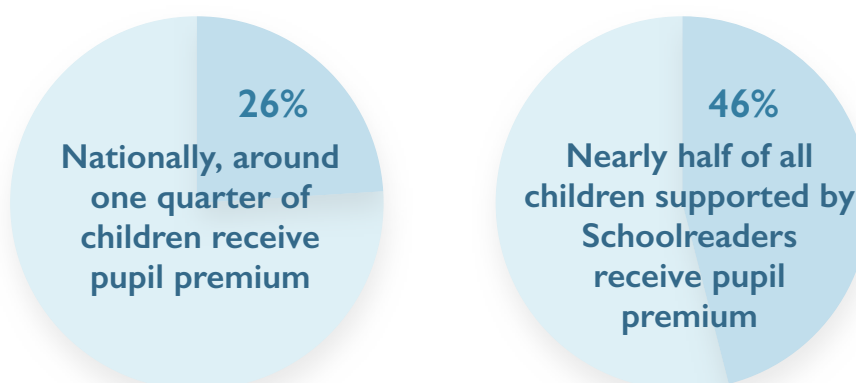 26%
Nationally, around
one quarter of
children receive
pupil premium
46%
Nearly half of all
children supported by
Schoolreaders
receive pupil
premium